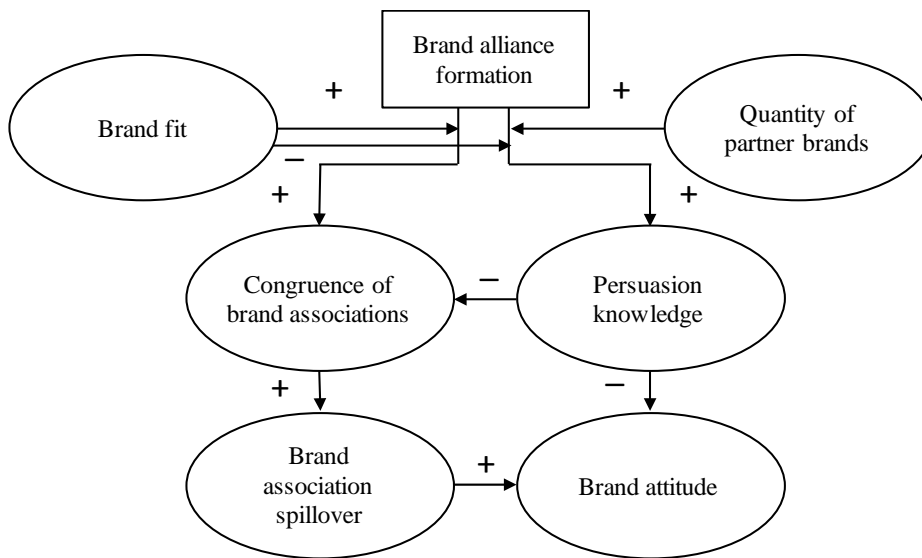 Brand alliance
formation
+
+
Brand fit
Quantity of
partner brands
−
+
+
Congruence of
brand associations
−
Persuasion
knowledge
+
−
Brand
association
spillover
+
Brand attitude